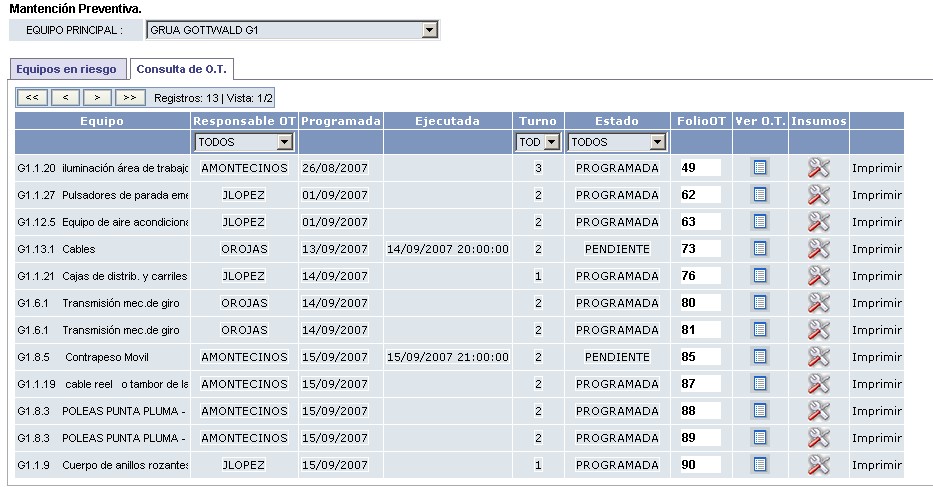 Mantención Preventiva.
EQUIPO PRINCIPAL : GRUA GOTTWALD G1
Equipos en riesgo Consulta de O.T.
<< < > >> Registros: 13 | Vista: 1/2
Equipo Responsable OT Programada Ejecutada Turno Estado FolioOT Ver O.T. Insumos
TODOS TOD TODOS
G1.1.20 iluminación área de trabajo AMONTECINOS 26/08/2007 3 PROGRAMADA 49 Imprimir
G1.1.27 Pulsadores de parada eme JLOPEZ 01/09/2007 2 PROGRAMADA 62 Imprimir
G1.12.5 Equipo de aire acondiciona JLOPEZ 01/09/2007 2 PROGRAMADA 63 Imprimir
G1.13.1 Cables OROJAS 13/09/2007 14/09/2007 20:00:00 2 PENDIENTE 73 Imprimir
G1.1.21 Cajas de distrib. y carriles JLOPEZ 14/09/2007 1 PROGRAMADA 76 Imprimir
G1.6.1 Transmisión mec.de giro OROJAS 14/09/2007 2 PROGRAMADA 80 Imprimir
G1.6.1 Transmisión mec.de giro OROJAS 14/09/2007 2 PROGRAMADA 81 Imprimir
G1.8.5 Contrapeso Movil AMONTECINOS 15/09/2007 15/09/2007 21:00:00 2 PENDIENTE 85 Imprimir
G1.1.19 cable reel o tambor de la AMONTECINOS 15/09/2007 2 PROGRAMADA 87 Imprimir
G1.8.3 POLEAS PUNTA PLUMA - AMONTECINOS 15/09/2007 2 PROGRAMADA 88 Imprimir
G1.8.3 POLEAS PUNTA PLUMA - AMONTECINOS 15/09/2007 2 PROGRAMADA 89 Imprimir
G1.1.9 Cuerpo de anillos rozantes JLOPEZ 15/09/2007 1 PROGRAMADA 90 Imprimir